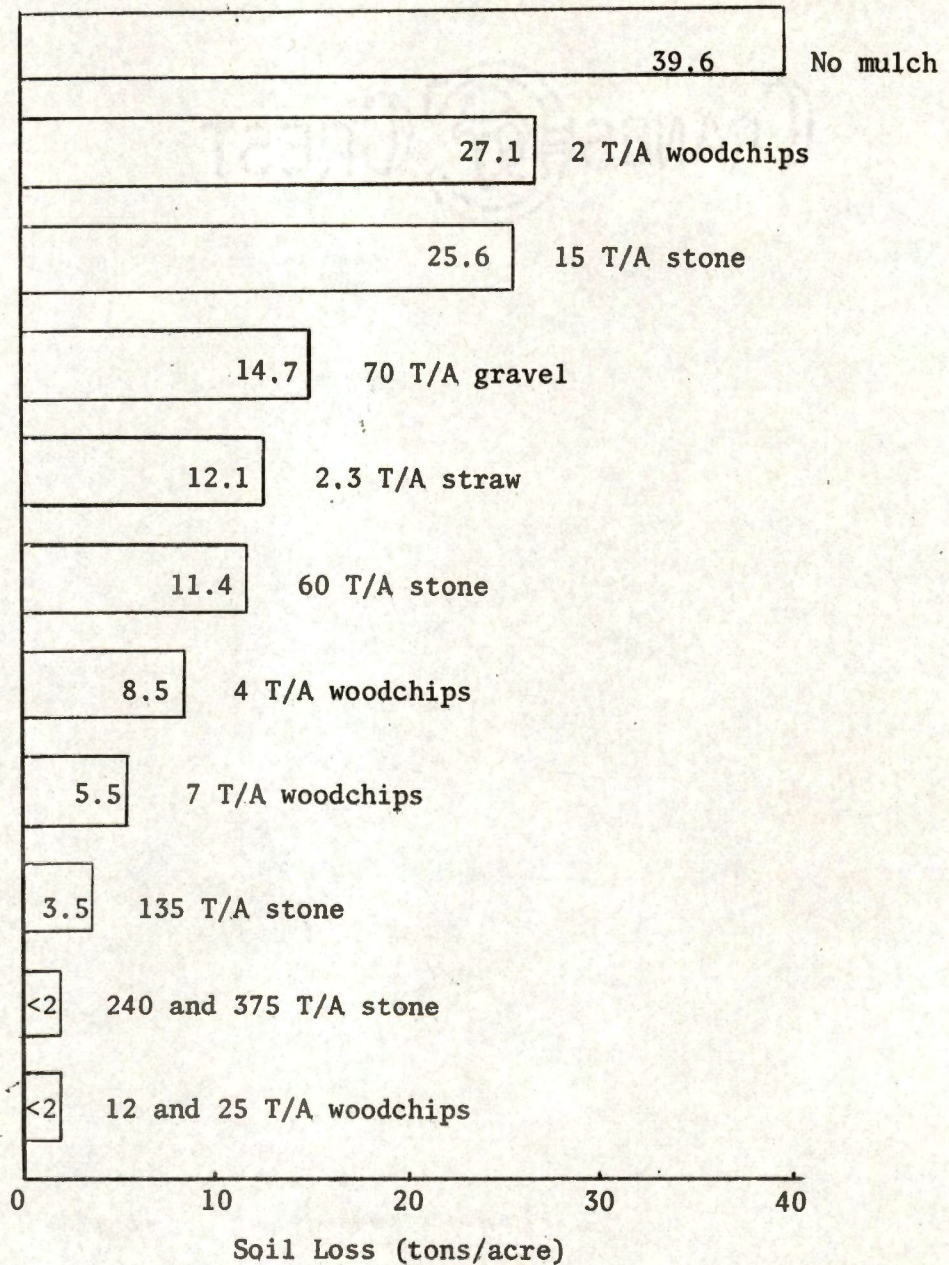 39.6 No mulch
27.1 2 T/A woodchips
25.6 15 T/A stone
14.7 70 T/A gravel
12.1 2.3 T/A straw
11.4 60 T/A stone
8.5 4 T/A woodchips
5.5 7 T/A woodchips
3.5 135 T/A stone
<2 240 and 375 T/A stone
<2 12 and 25 T/A woodchips
0 10 20 30 40
Soil Loss (tons/acre)